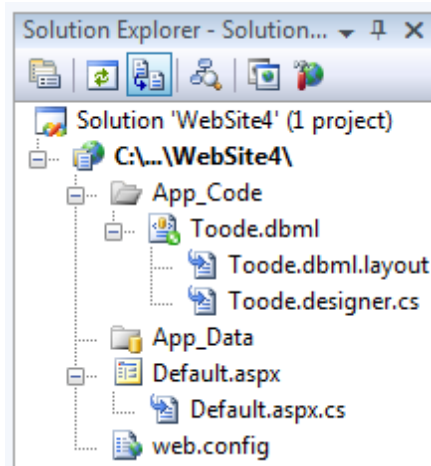 Solution Explorer - Solution...
Solution 'WebSite4' (1 project)
C:\...\WebSite4\
App_Code
Toode.dbml
Toode.dbml.layout
Toode.designer.cs
App_Data
Default.aspx
Default.aspx.cs
web.config